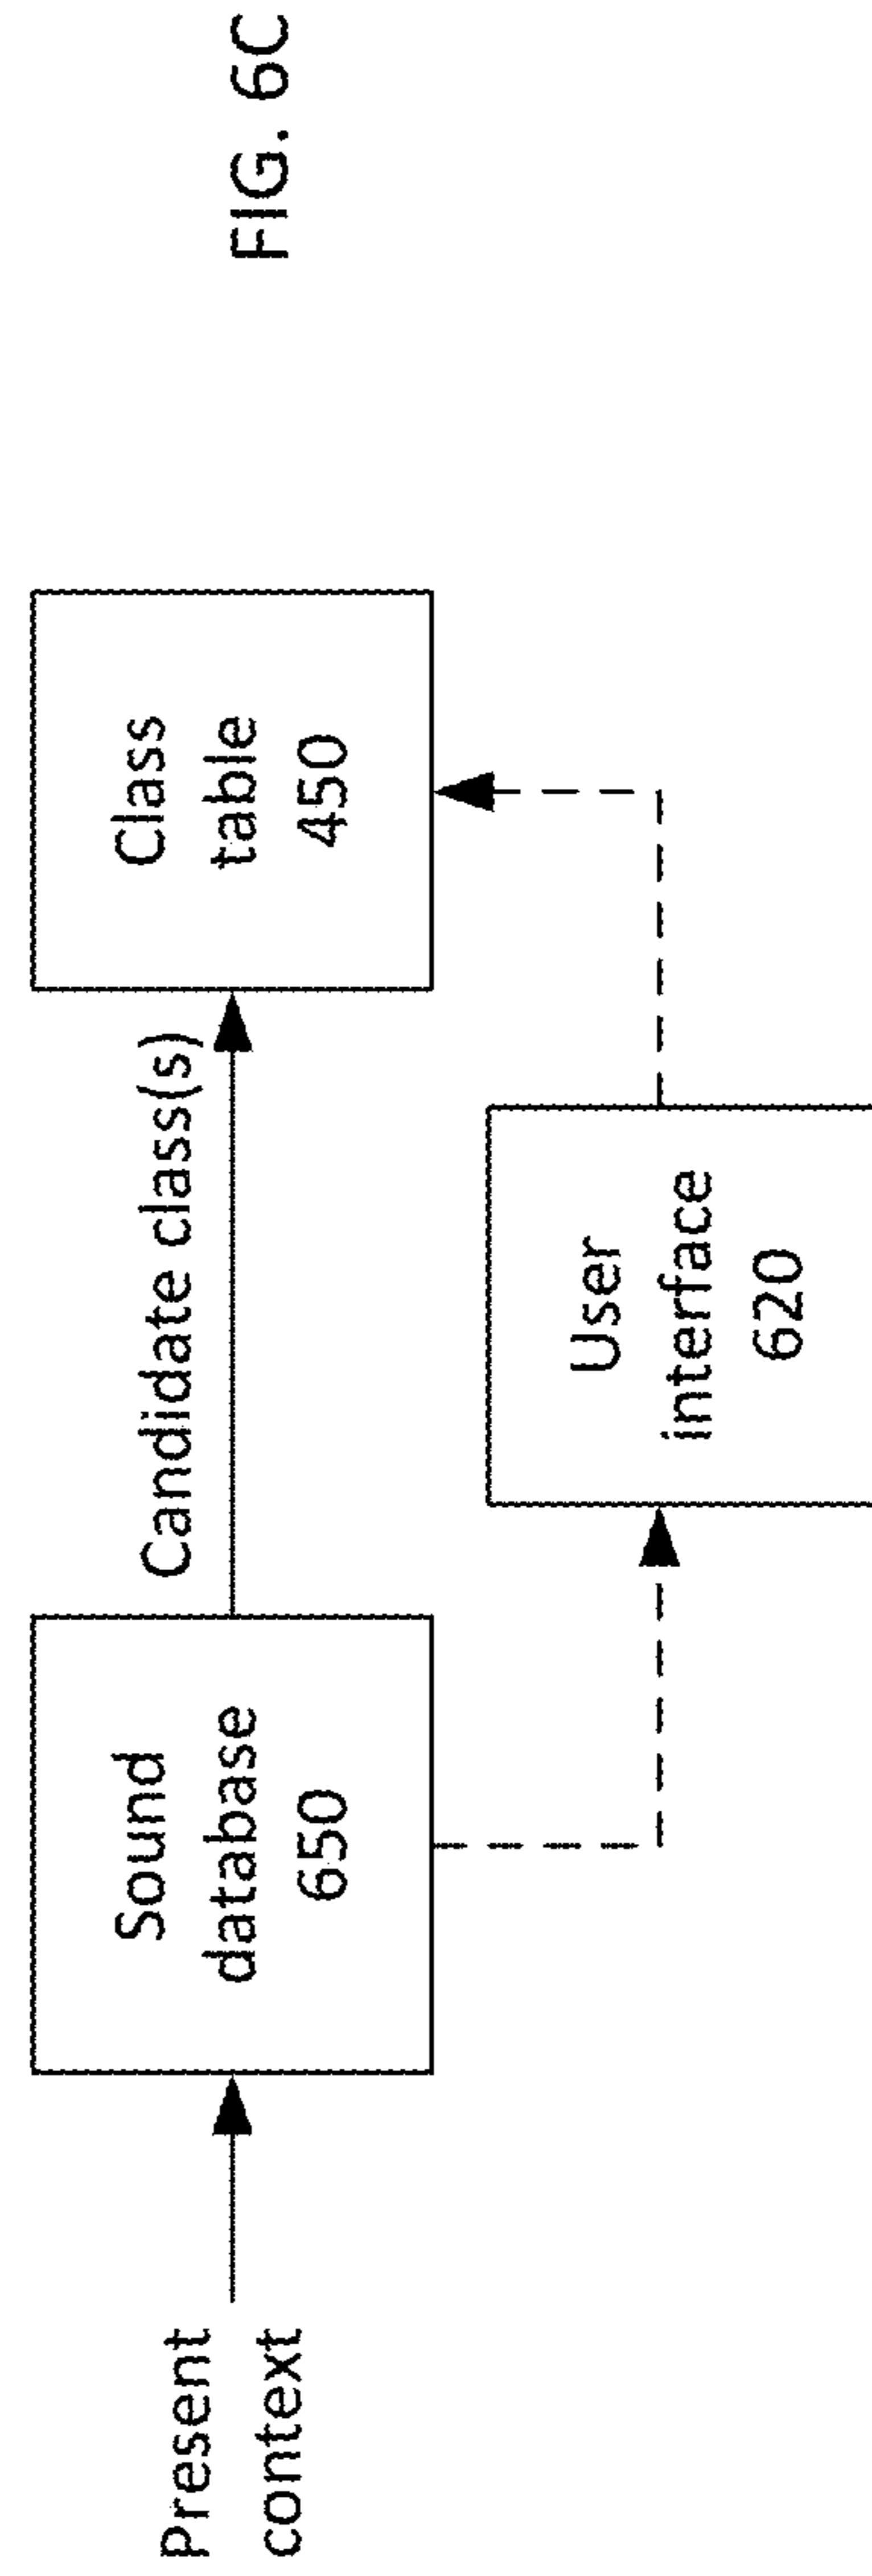 Present
context
Sound
database
650
Candidate class(s)
Class
table
450
User
interface
620
FIG. 6C